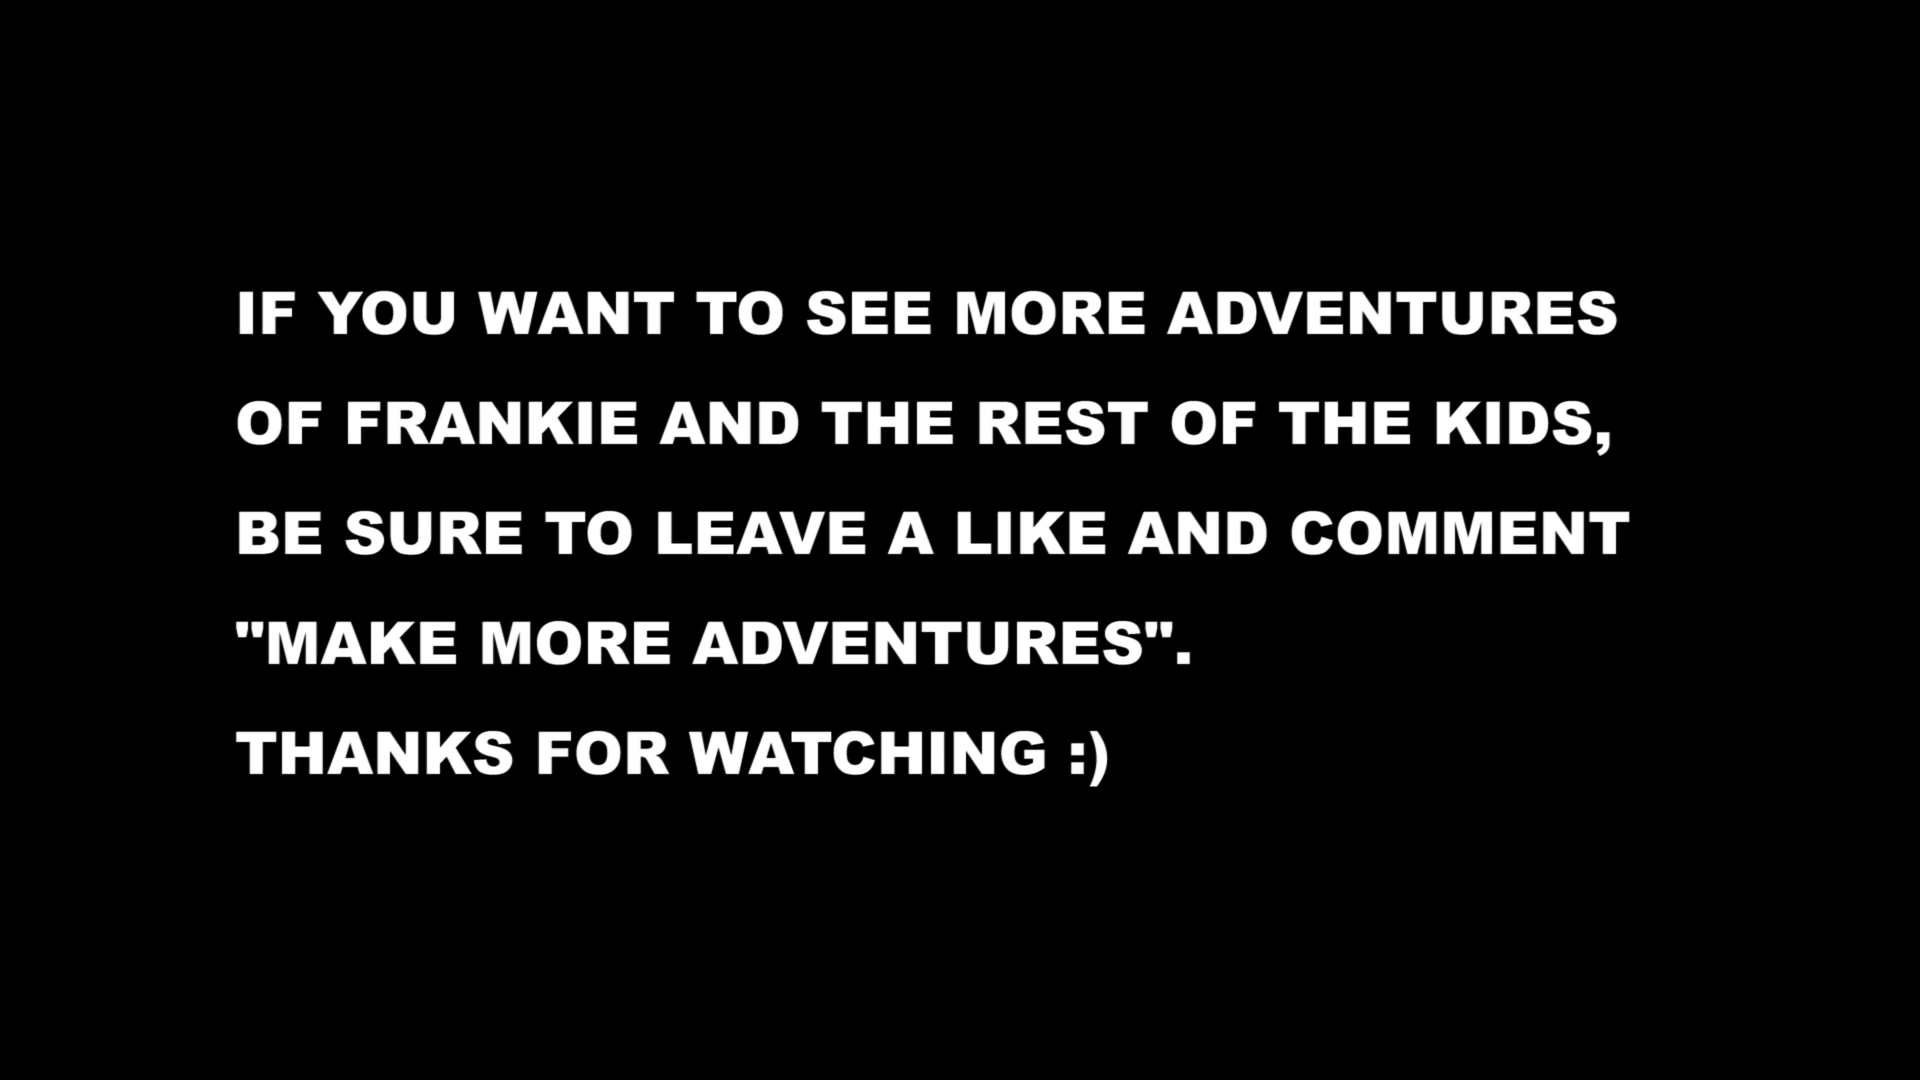 IF YOU WANT TO SEE MORE ADVENTURES
OF FRANKIE AND THE REST OF THE KIDS,
BE SURE TO LEAVE A LIKE AND COMMENT
"MAKE MORE ADVENTURES".
THANKS FOR WATCHING :)